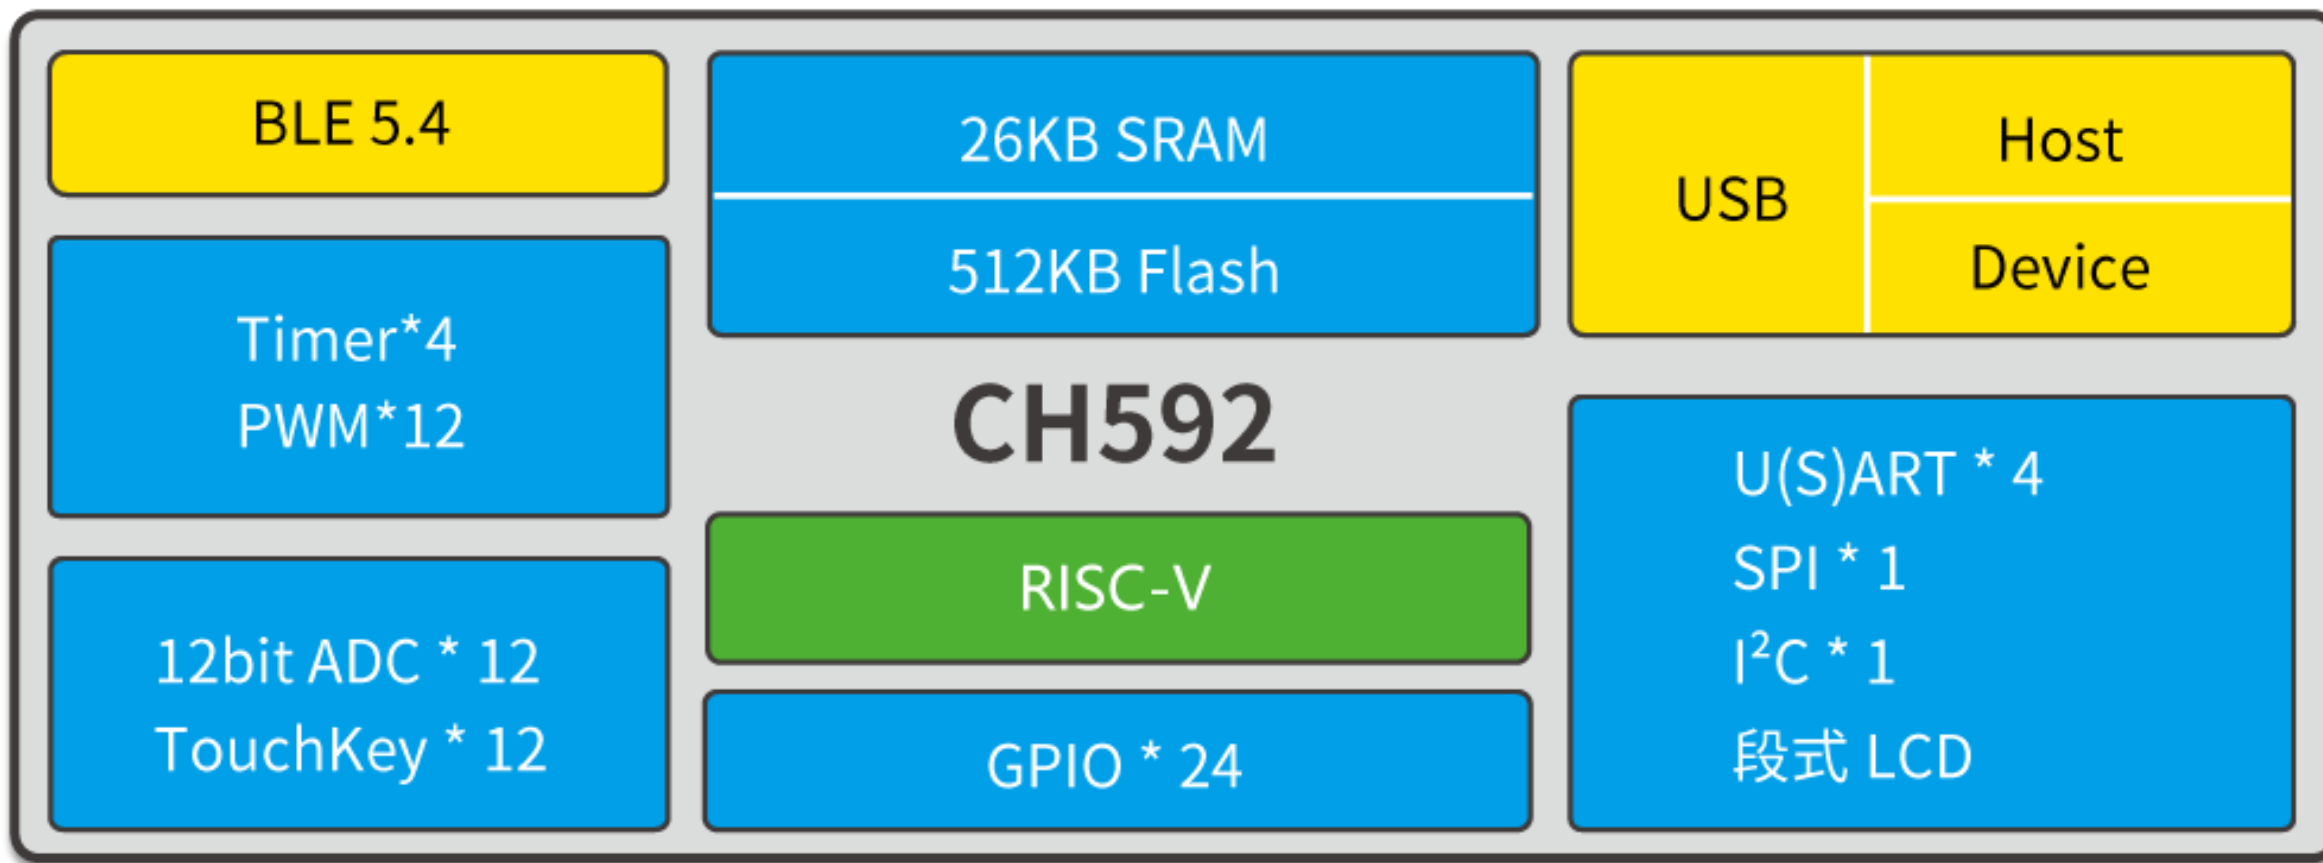 BLE 5.4
Timer*4
PWM*12
12bit ADC * 12
TouchKey * 12
26KB SRAM
512KB Flash
CH592
RISC-V
GPIO * 24
USB
Host
Device
U(S)ART * 4
SPI * 1
I²C * 1
段式 LCD